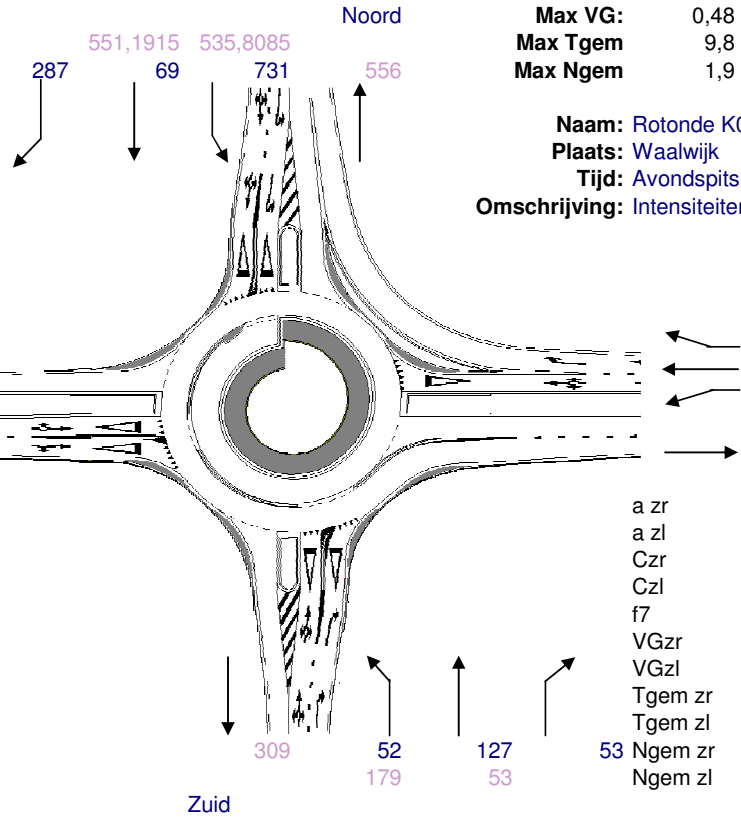 Noord
Max VG: 0,48
551,1915 535,8085
Max Tgem 9,8
287 69 731 556
Max Ngem 1,9
Naam: Rotonde K
Plaats: Waalwijk
Tijd: Avondspits
Omschrijving: Intensiteiten
a zr
a zl
Czr
Czl
f7
VGzr
VGzl
Tgem zr
Tgem zl
309 52 127 53 Ngem zr
179 53 Ngem zl
Zuid